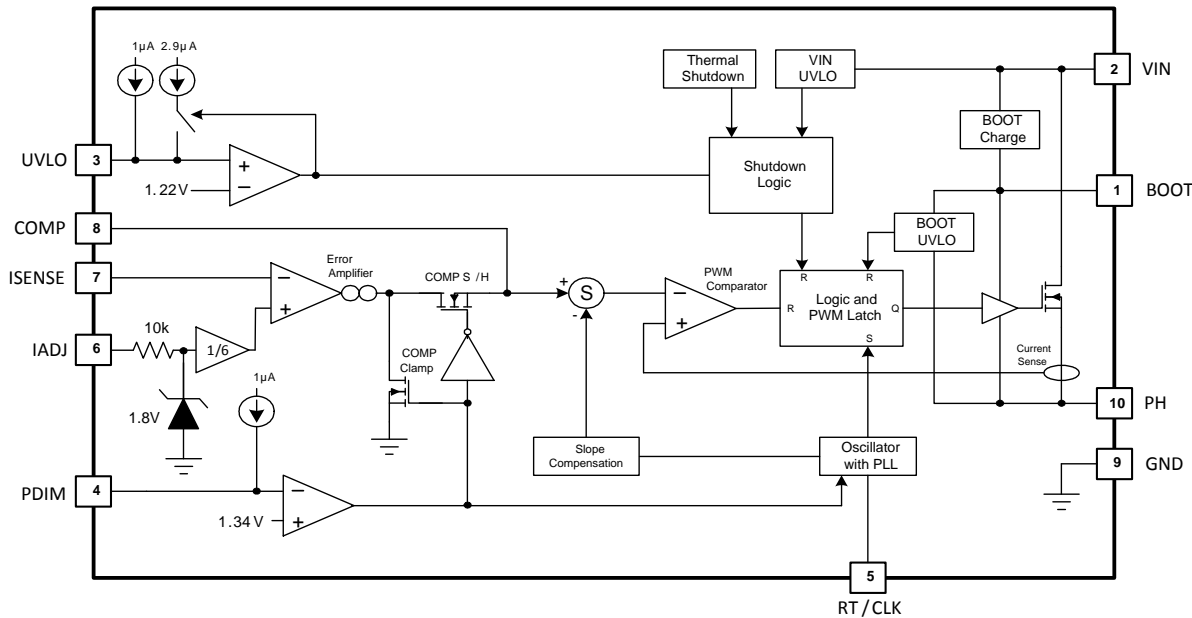 1µA 2.9µA
Thermal
Shutdown
VIN
UVLO
2
VIN
BOOT
Charge
UVLO
3
+
−
1.22V
Shutdown
Logic
1
BOOT
COMP
8
BOOT
UVLO
ISENSE
7
−
+
Error
Amplifier
COMP S/H
+
S
-
−
+
PWM
Comparator
R
R
R
Logic and
PWM Latch
Q
S
10k
IADJ
6
1/6
COMP
Clamp
Current
Sense
1µA
1.8V
10
PH
Slope
Compensation
Oscillator
with PLL
9
GND
PDIM
4
−
+
1.34V
5
RT/CLK